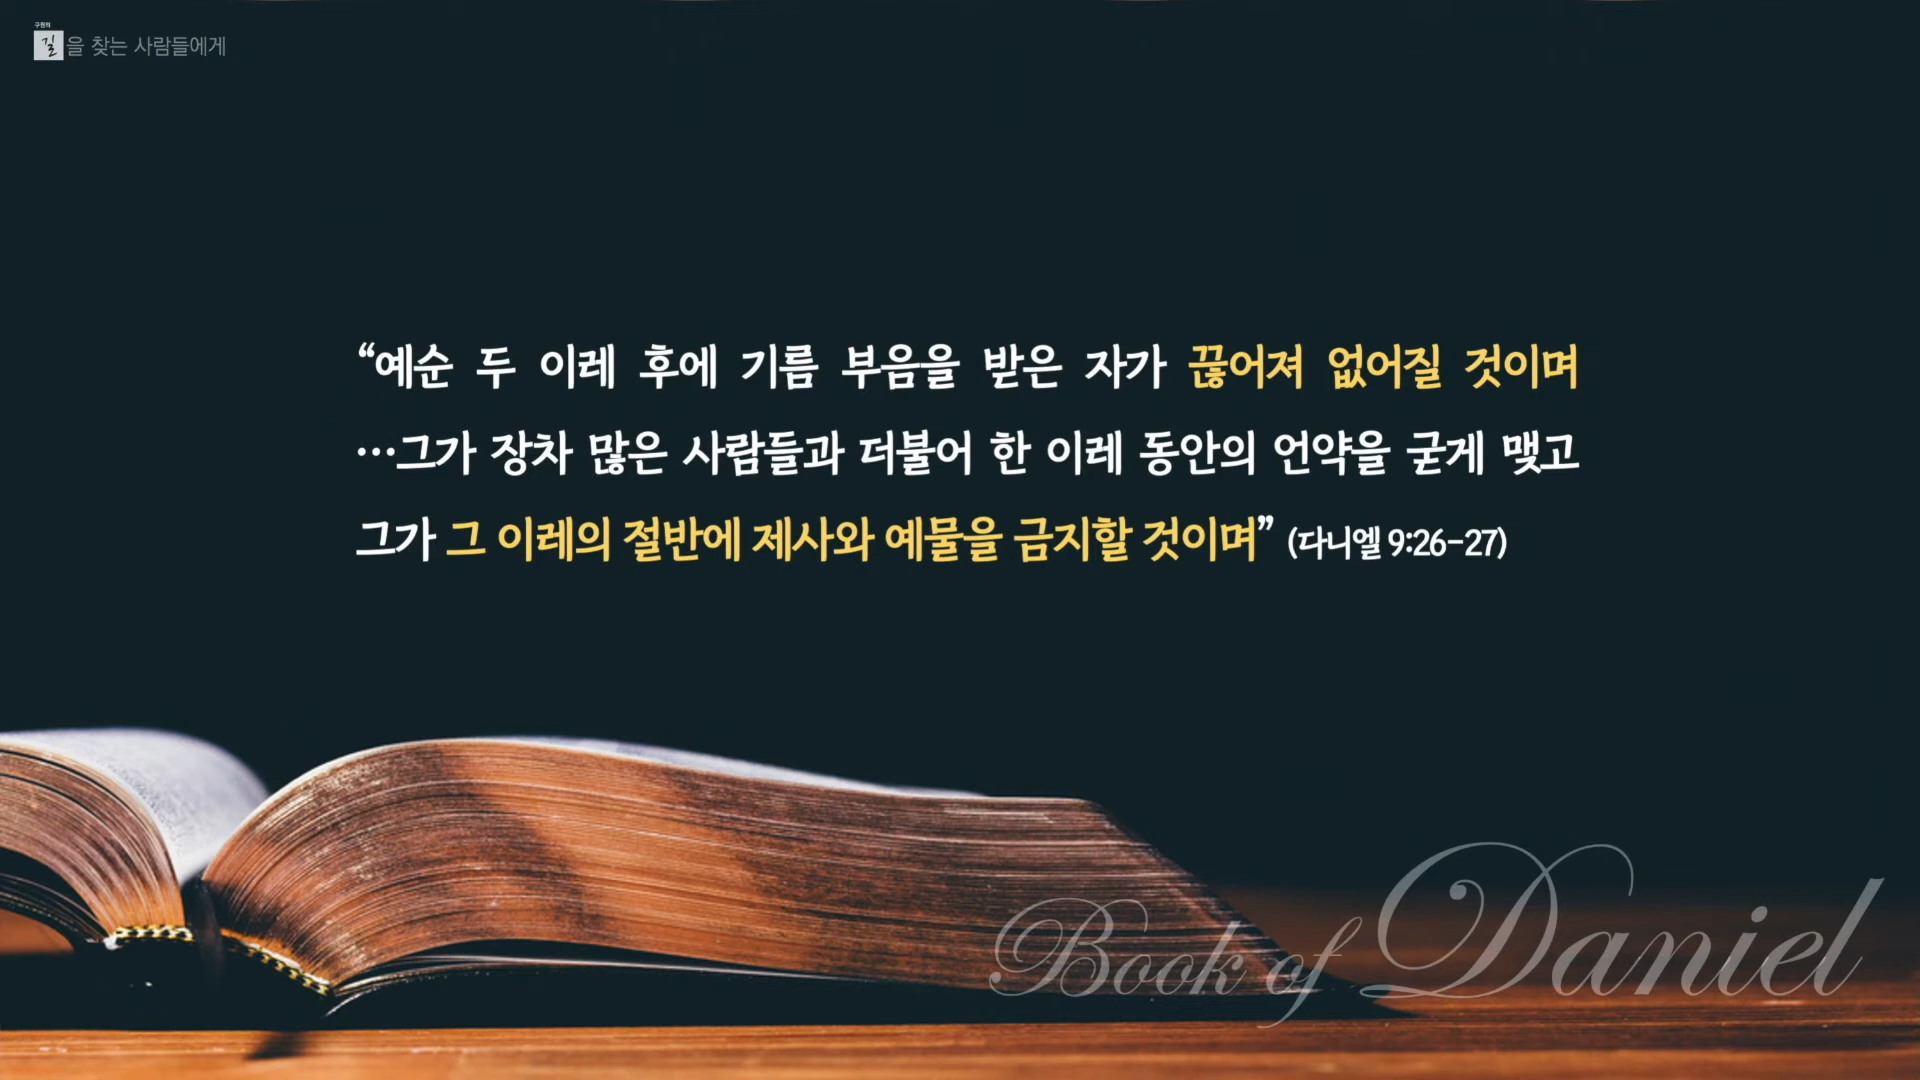 구원의
길을 찾는 사람들에게
“예순 두 이레 후에 기름 부음을 받은 자가 끊어져 없어질 것이며
…그가 장차 많은 사람들과 더불어 한 이레 동안의 언약을 굳게 맺고
그가 그 이레의 절반에 제사와 예물을 금지할 것이며” (다니엘 9:26-27)
Book of Daniel